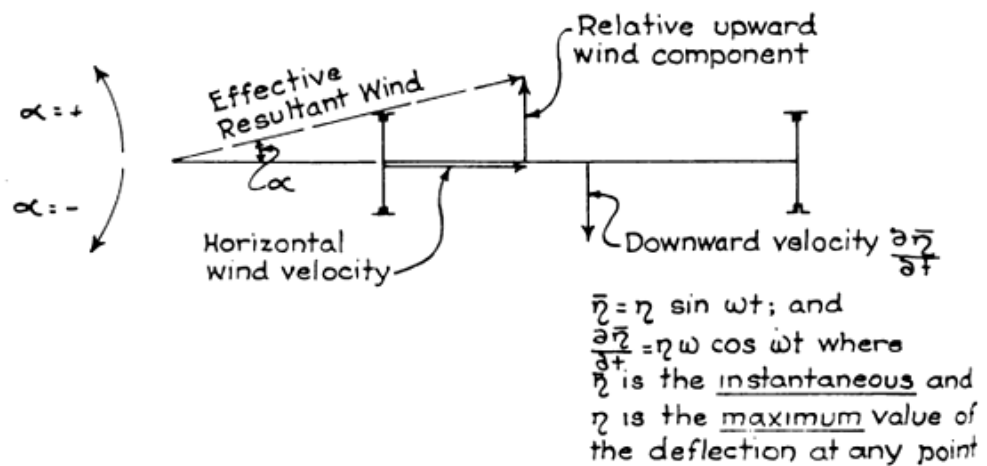 Relative upward
wind component
Effective
Resultant Wind
α = +
α
α = -
Horizontal
wind velocity
Downward velocity ∂η̄/∂t
η̄ = η sin ωt; and
∂η̄/∂t = η ω cos ωt where
η̄ is the instantaneous and
η is the maximum value of
the deflection at any point